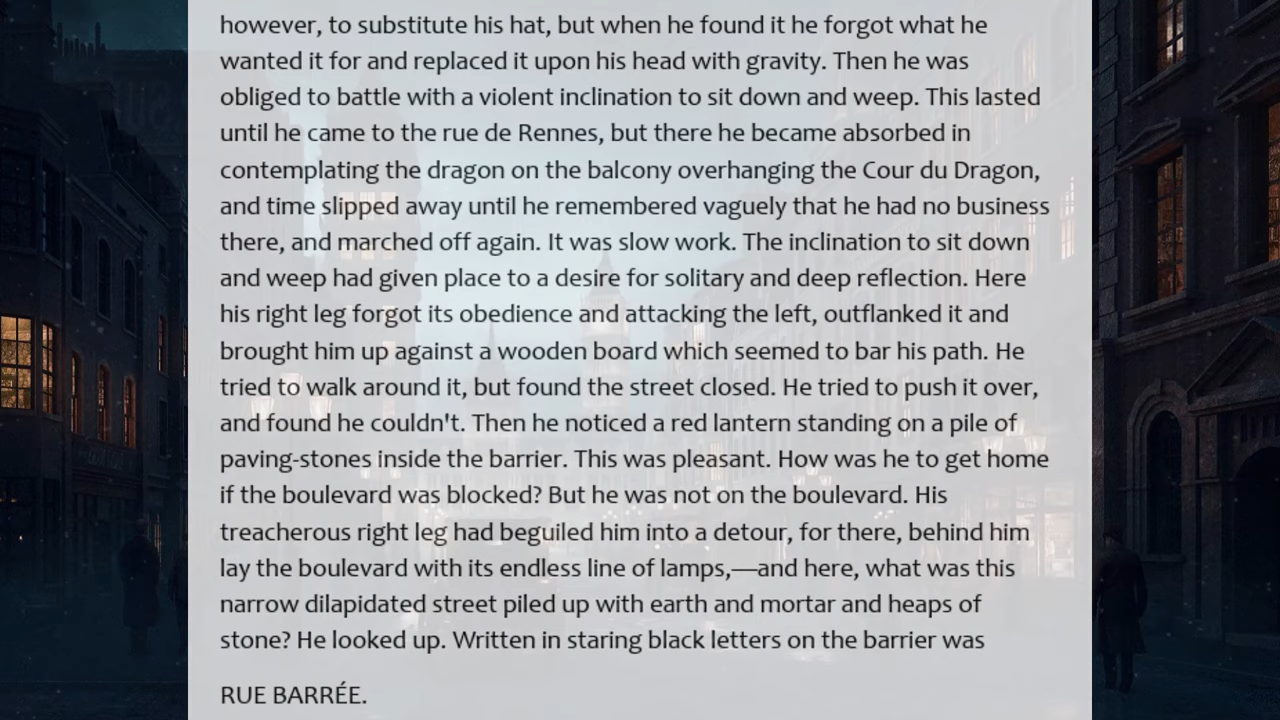 however, to substitute his hat, but when he found it he forgot what he
wanted it for and replaced it upon his head with gravity. Then he was
obliged to battle with a violent inclination to sit down and weep. This lasted
until he came to the rue de Rennes, but there he became absorbed in
contemplating the dragon on the balcony overhanging the Cour du Dragon,
and time slipped away until he remembered vaguely that he had no business
there, and marched off again. It was slow work. The inclination to sit down
and weep had given place to a desire for solitary and deep reflection. Here
his right leg forgot its obedience and attacking the left, outflanked it and
brought him up against a wooden board which seemed to bar his path. He
tried to walk around it, but found the street closed. He tried to push it over,
and found he couldn't. Then he noticed a red lantern standing on a pile of
paving-stones inside the barrier. This was pleasant. How was he to get home
if the boulevard was blocked? But he was not on the boulevard. His
treacherous right leg had beguiled him into a detour, for there, behind him
lay the boulevard with its endless line of lamps,—and here, what was this
narrow dilapidated street piled up with earth and mortar and heaps of
stone? He looked up. Written in staring black letters on the barrier was
RUE BARRÉE.